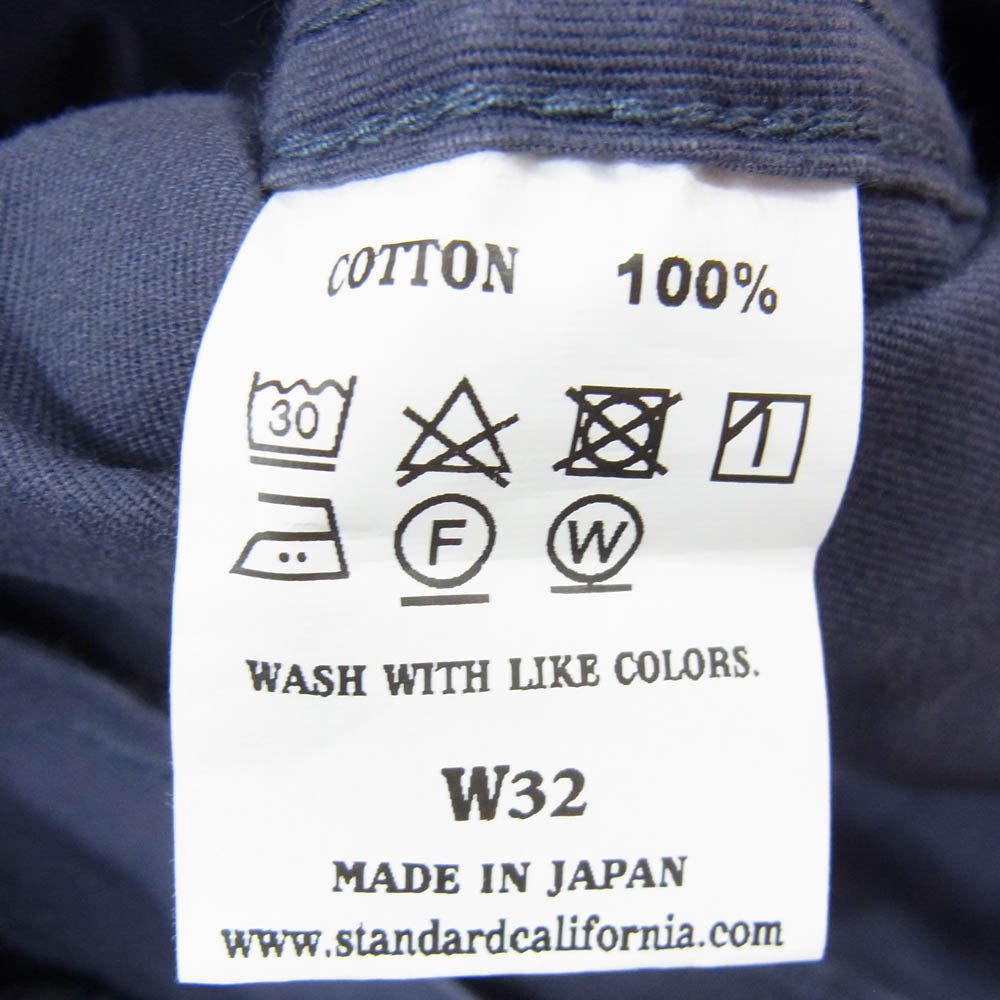 COTTON 100%
30
F W
WASH WITH LIKE COLORS.
W32
MADE IN JAPAN
www.standardcalifornia.com